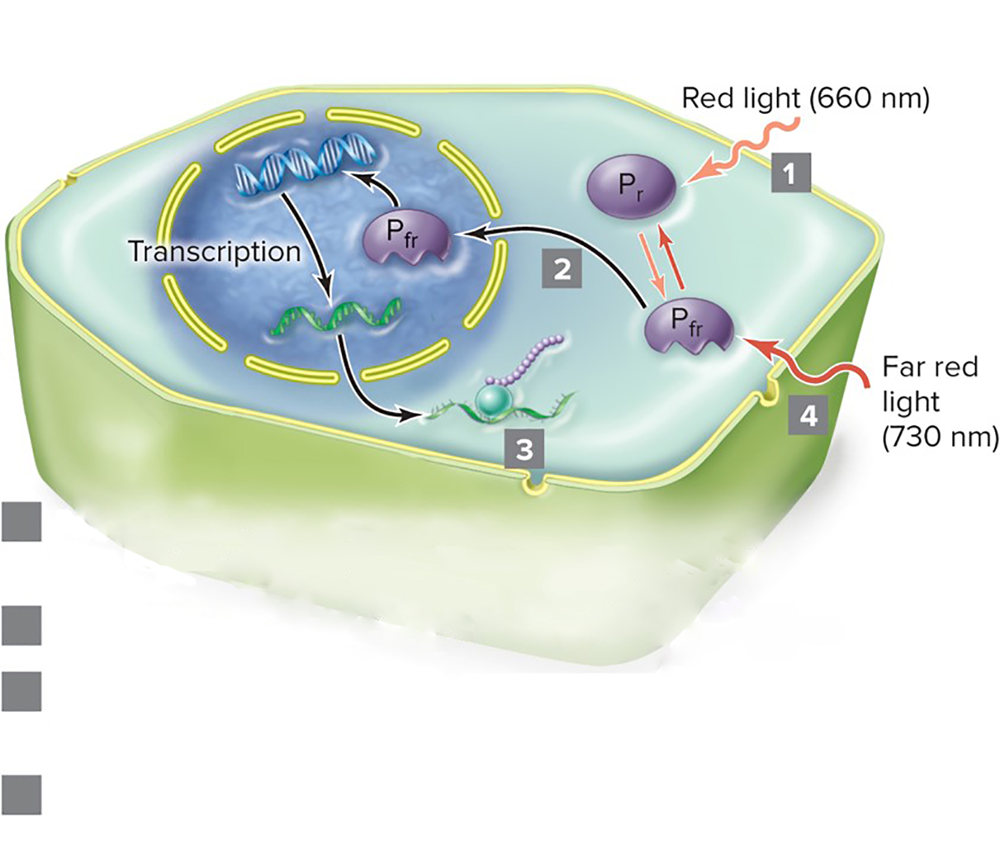 Red light (660 nm)
1
Pr
Pfr
Transcription
2
Pfr
Far red
light
(730 nm)
4
3